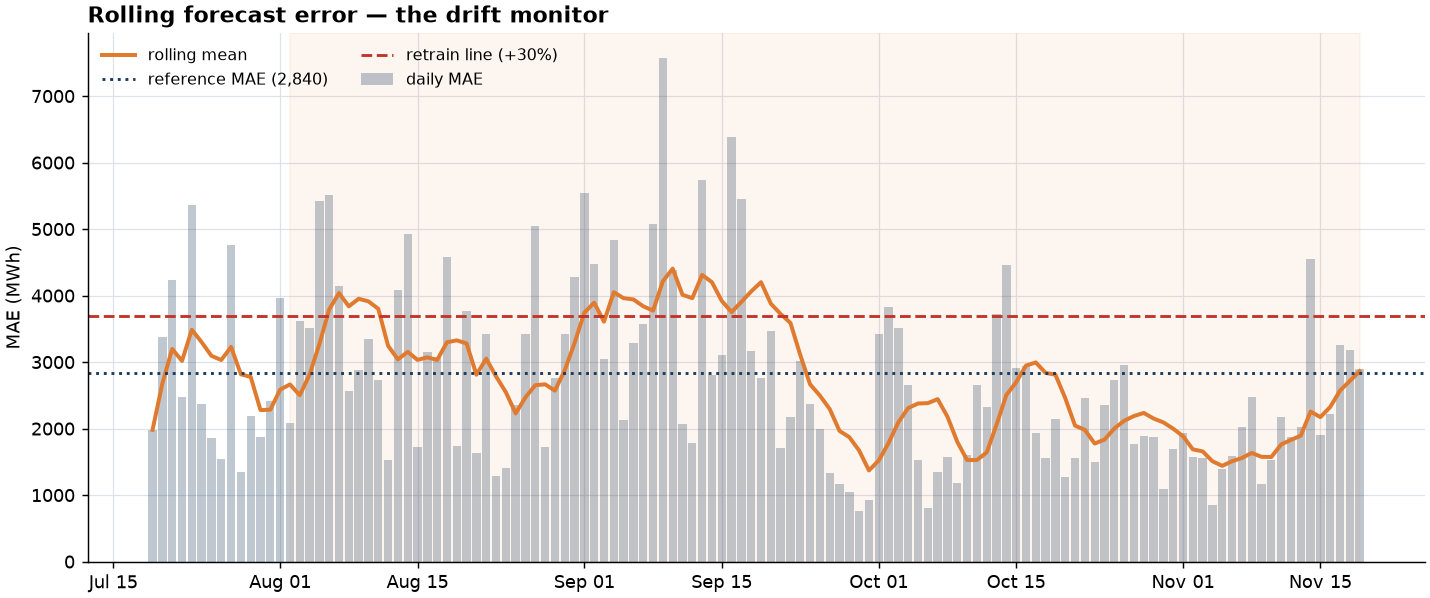 Rolling forecast error — the drift monitor
rolling mean
reference MAE (2,840)
retrain line (+30%)
daily MAE
MAE (MWh)
7000
6000
5000
4000
3000
2000
1000
0
Jul 15
Aug 01
Aug 15
Sep 01
Sep 15
Oct 01
Oct 15
Nov 01
Nov 15